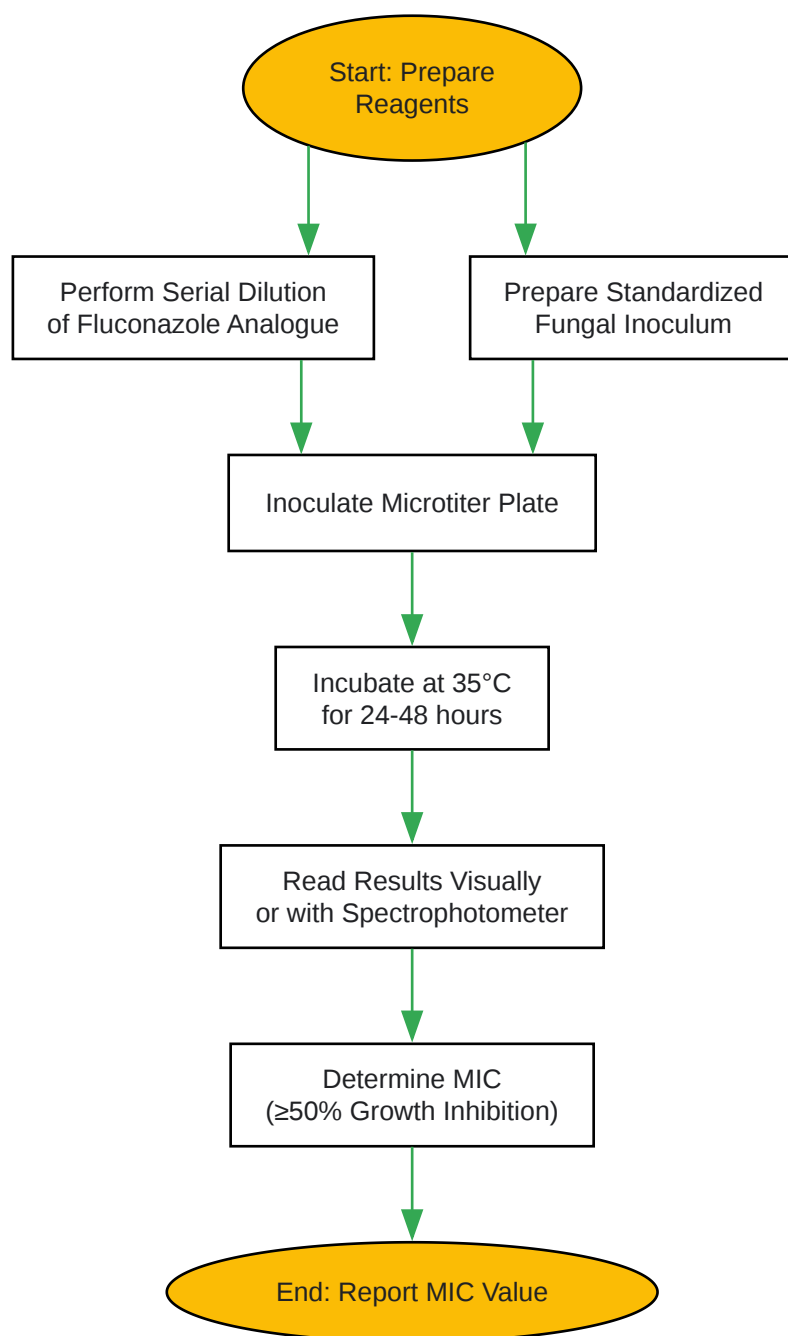 Start: Prepare
Reagents
Perform Serial Dilution
of Fluconazole Analogue
Prepare Standardized
Fungal Inoculum
Inoculate Microtiter Plate
Incubate at 35°C
for 24-48 hours
Read Results Visually
or with Spectrophotometer
Determine MIC
(≥50% Growth Inhibition)
End: Report MIC Value